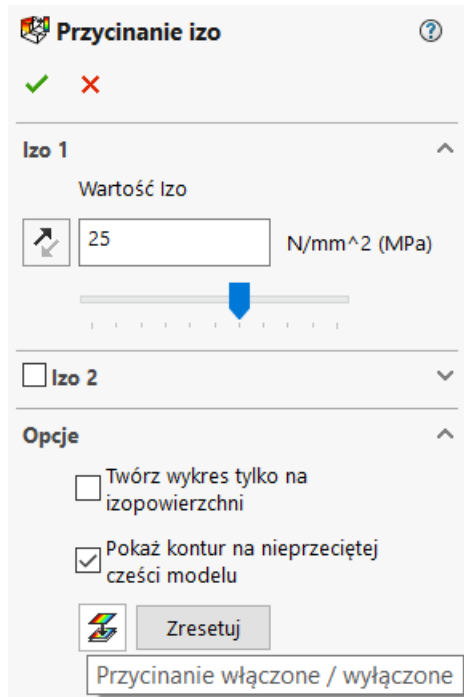 Przycinanie izo
Izo 1
Wartość Izo
25
N/mm^2 (MPa)
Izo 2
Opcje
Twórz wykres tylko na
izopowierzchni
Pokaż kontur na nieprzeciętej
cześci modelu
Zresetuj
Przycinanie włączone / wyłączone